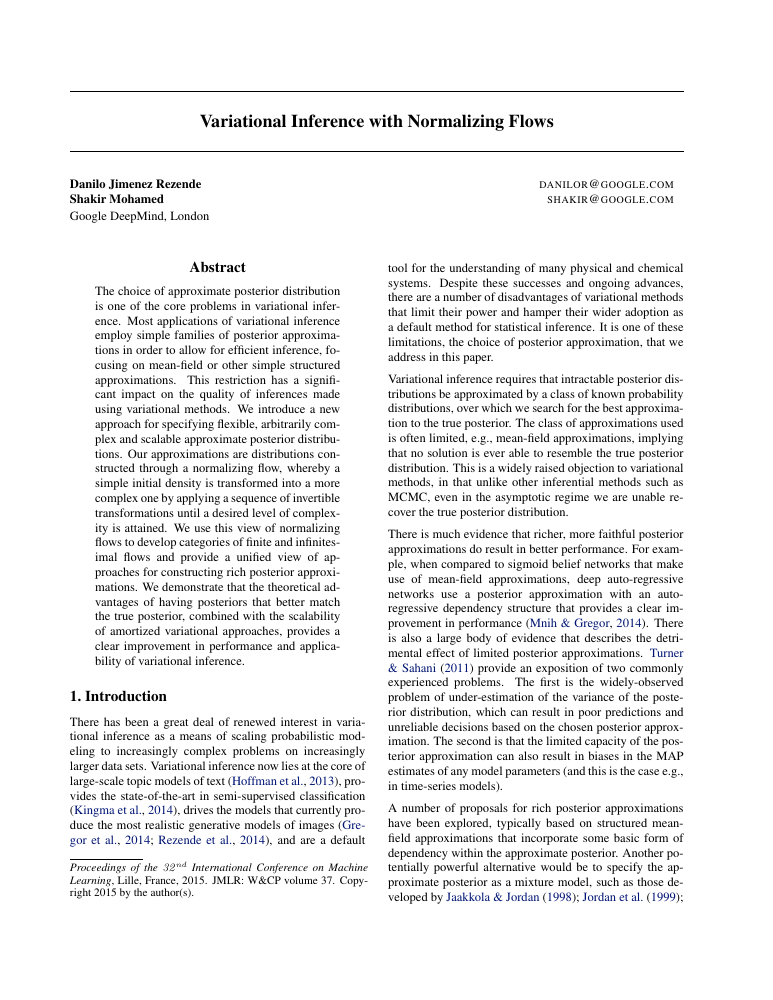 Variational Inference with Normalizing Flows
Danilo Jimenez Rezende
Shakir Mohamed
Google DeepMind, London
DANILOR@GOOGLE.COM
SHAKIR@GOOGLE.COM
Abstract
The choice of approximate posterior distribution
is one of the core problems in variational infer-
ence. Most applications of variational inference
employ simple families of posterior approxima-
tions in order to allow for efficient inference, fo-
cusing on mean-field or other simple structured
approximations. This restriction has a signifi-
cant impact on the quality of inferences made
using variational methods. We introduce a new
approach for specifying flexible, arbitrarily com-
plex and scalable approximate posterior distribu-
tions. Our approximations are distributions con-
structed through a normalizing flow, whereby a
simple initial density is transformed into a more
complex one by applying a sequence of invertible
transformations until a desired level of complex-
ity is attained. We use this view of normalizing
flows to develop categories of finite and infinites-
imal flows and provide a unified view of ap-
proaches for constructing rich posterior approxi-
mations. We demonstrate that the theoretical ad-
vantages of having posteriors that better match
the true posterior, combined with the scalability
of amortized variational approaches, provides a
clear improvement in performance and applica-
bility of variational inference.
1. Introduction
There has been a great deal of renewed interest in varia-
tional inference as a means of scaling probabilistic mod-
eling to increasingly complex problems on increasingly
larger data sets. Variational inference now lies at the core of
large-scale topic models of text (Hoffman et al., 2013), pro-
vides the state-of-the-art in semi-supervised classification
(Kingma et al., 2014), drives the models that currently pro-
duce the most realistic generative models of images (Gre-
gor et al., 2014; Rezende et al., 2014), and are a default
Proceedings of the 32nd International Conference on Machine
Learning, Lille, France, 2015. JMLR: W&CP volume 37. Copy-
right 2015 by the author(s).
tool for the understanding of many physical and chemical
systems. Despite these successes and ongoing advances,
there are a number of disadvantages of variational methods
that limit their power and hamper their wider adoption as
a default method for statistical inference. It is one of these
limitations, the choice of posterior approximation, that we
address in this paper.
Variational inference requires that intractable posterior dis-
tributions be approximated by a class of known probability
distributions, over which we search for the best approxima-
tion to the true posterior. The class of approximations used
is often limited, e.g., mean-field approximations, implying
that no solution is ever able to resemble the true posterior
distribution. This is a widely raised objection to variational
methods, in that unlike other inferential methods such as
MCMC, even in the asymptotic regime we are unable re-
cover the true posterior distribution.
There is much evidence that richer, more faithful posterior
approximations do result in better performance. For exam-
ple, when compared to sigmoid belief networks that make
use of mean-field approximations, deep auto-regressive
networks use a posterior approximation with an auto-
regressive dependency structure that provides a clear im-
provement in performance (Mnih & Gregor, 2014). There
is also a large body of evidence that describes the detri-
mental effect of limited posterior approximations. Turner
& Sahani (2011) provide an exposition of two commonly
experienced problems. The first is the widely-observed
problem of under-estimation of the variance of the poste-
rior distribution, which can result in poor predictions and
unreliable decisions based on the chosen posterior approx-
imation. The second is that the limited capacity of the pos-
terior approximation can also result in biases in the MAP
estimates of any model parameters (and this is the case e.g.,
in time-series models).
A number of proposals for rich posterior approximations
have been explored, typically based on structured mean-
field approximations that incorporate some basic form of
dependency within the approximate posterior. Another po-
tentially powerful alternative would be to specify the ap-
proximate posterior as a mixture model, such as those de-
veloped by Jaakkola & Jordan (1998); Jordan et al. (1999);